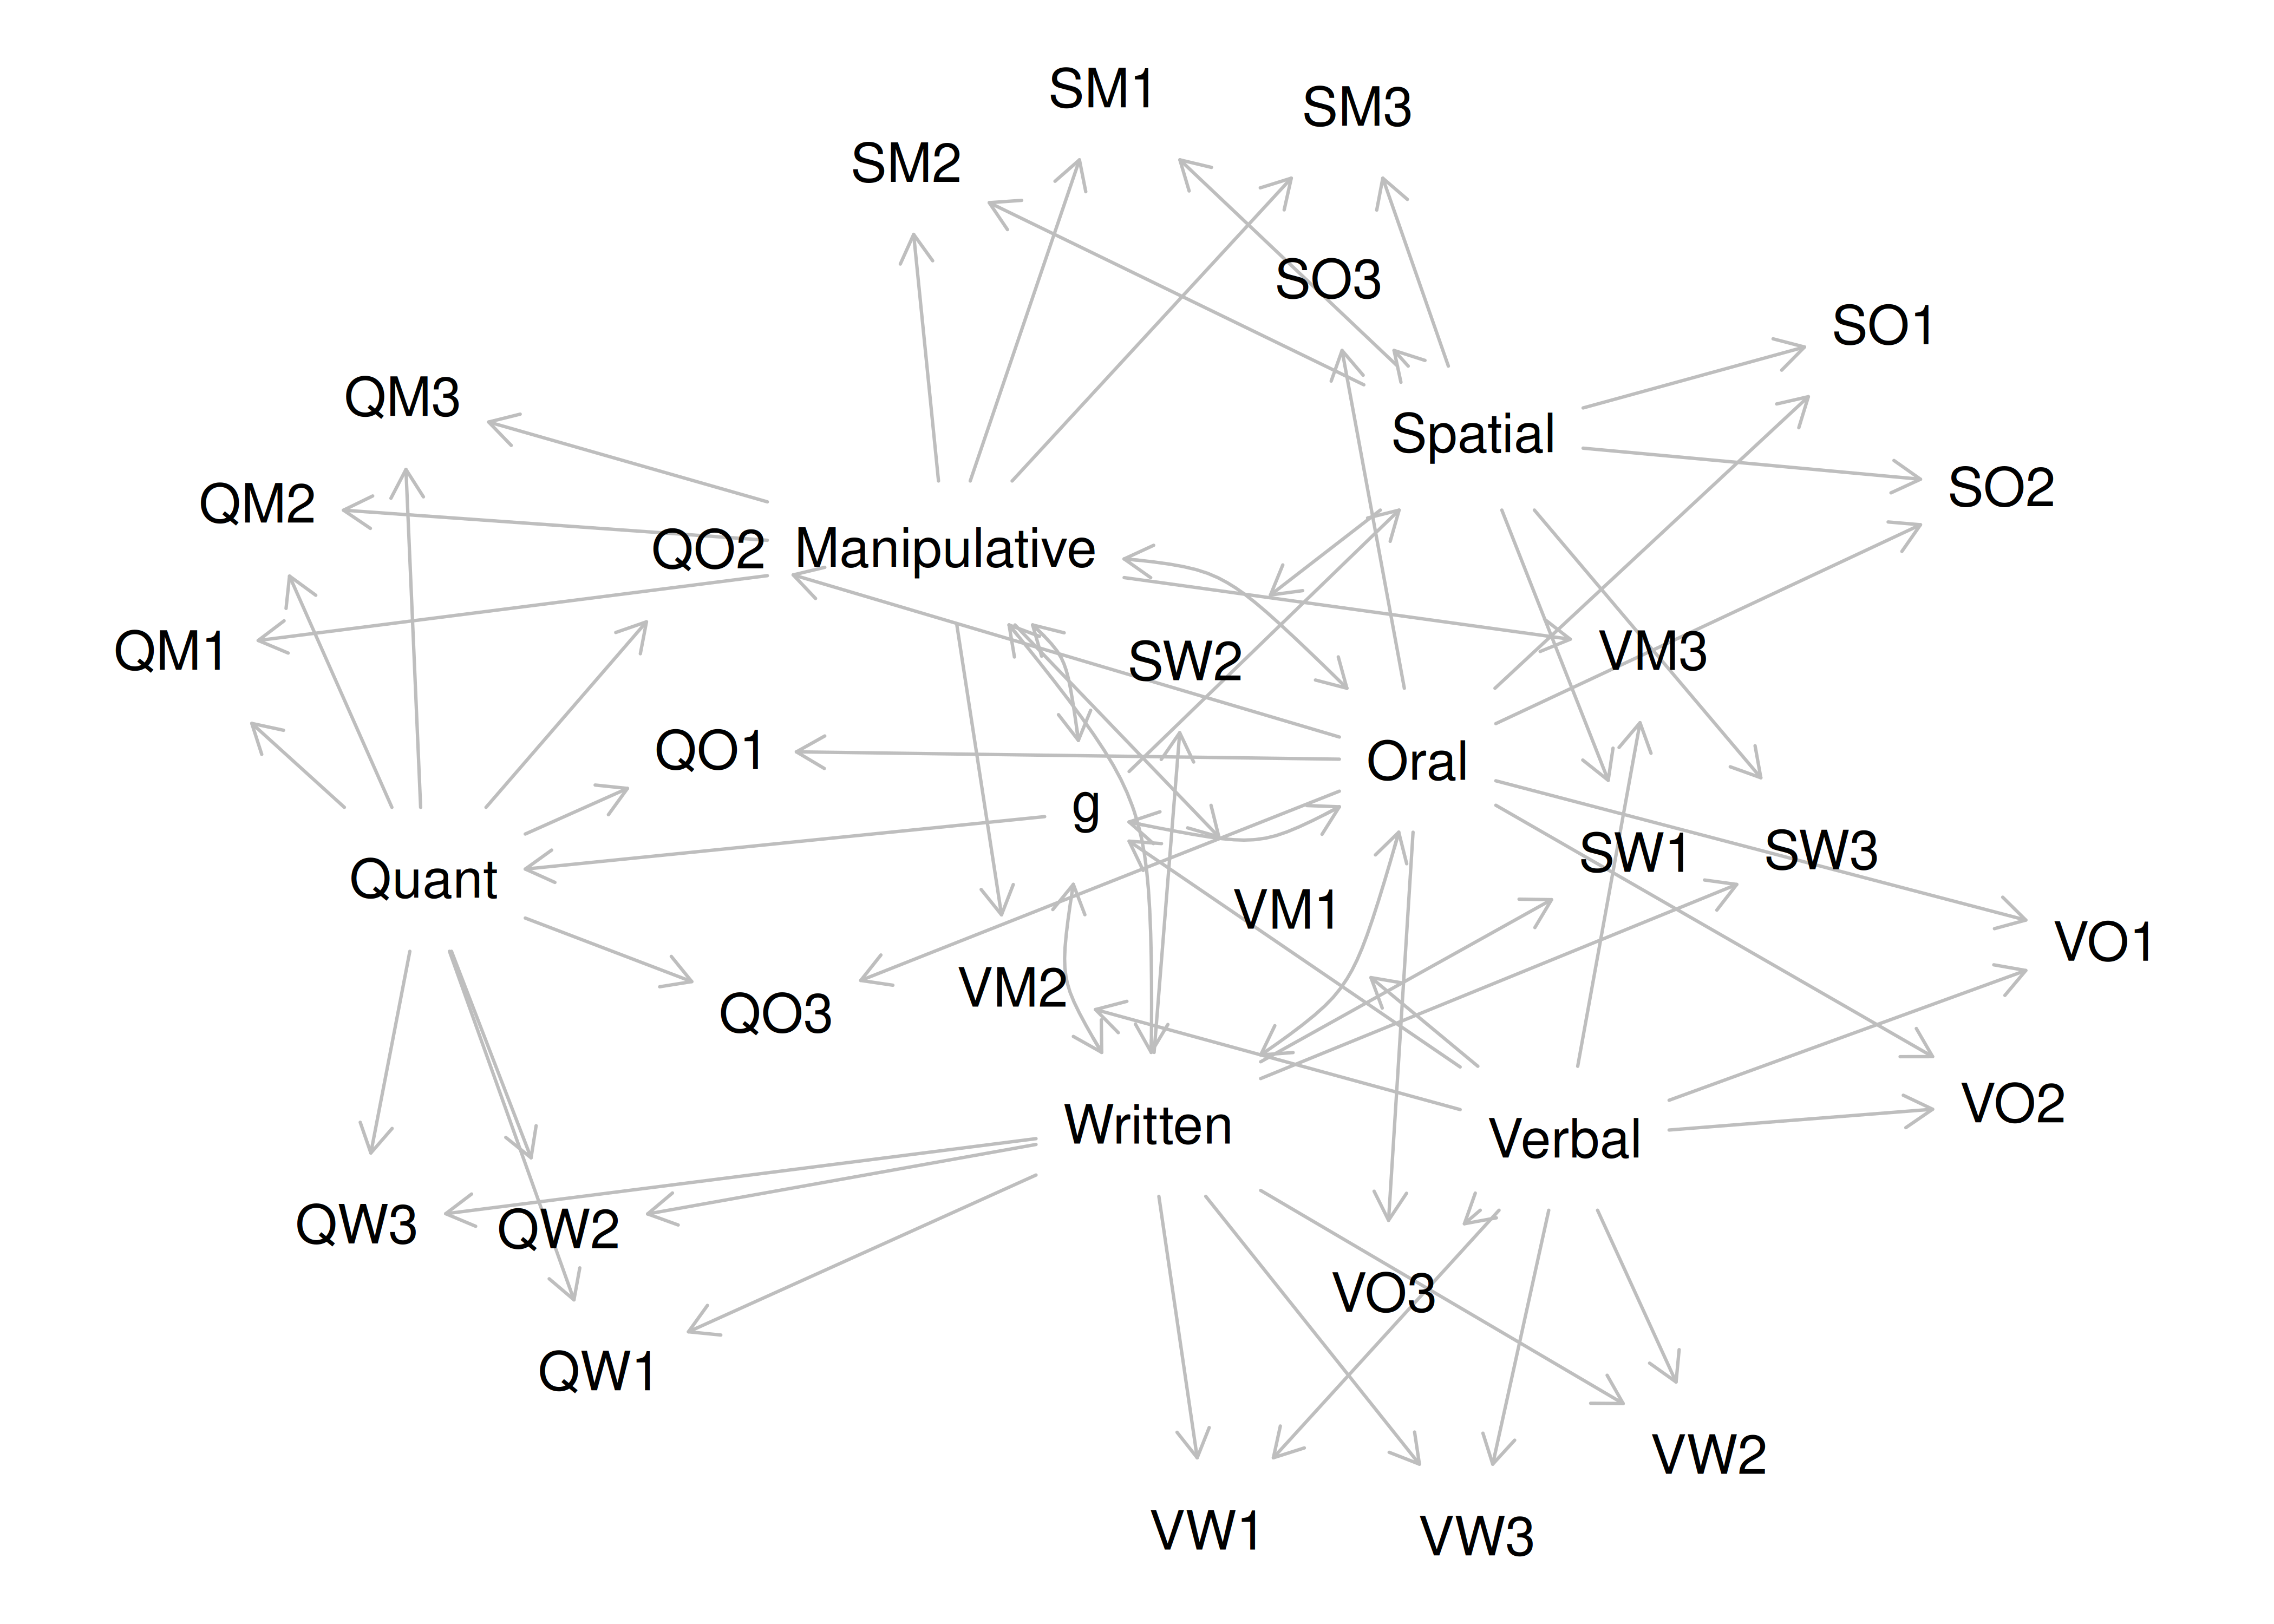 SM1
SM3
SM2
SO3
SO1
QM3
Spatial
SO2
QM2
QO2 Manipulative
QM1
SW2
VM3
QO1
Oral
g
Quant
SW1
SW3
VM1
VO1
VM2
QO3
VO2
Written
Verbal
QW3
QW2
VO3
QW1
VW2
VW1
VW3